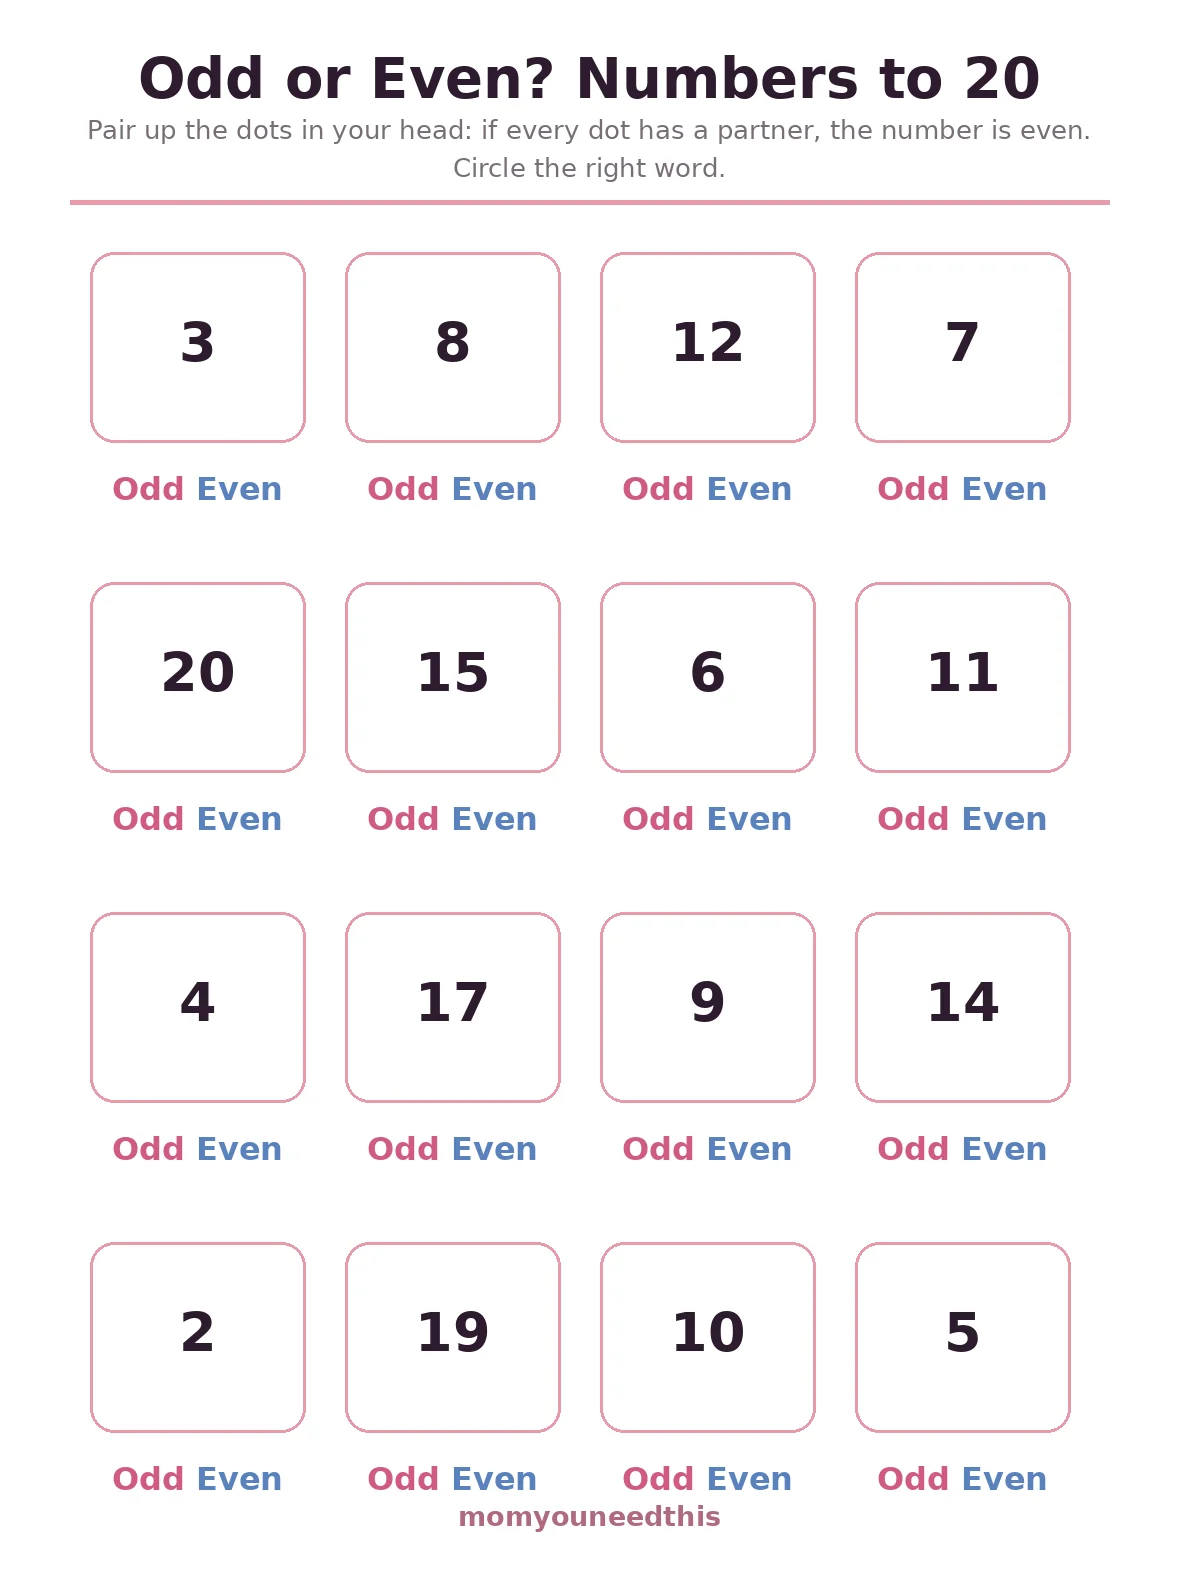 Odd or Even? Numbers to 20
Pair up the dots in your head: if every dot has a partner, the number is even.
Circle the right word.
3 8 12 7
Odd Even Odd Even Odd Even Odd Even
20 15 6 11
Odd Even Odd Even Odd Even Odd Even
4 17 9 14
Odd Even Odd Even Odd Even Odd Even
2 19 10 5
Odd Even Odd Even Odd Even Odd Even
momyouneedthis